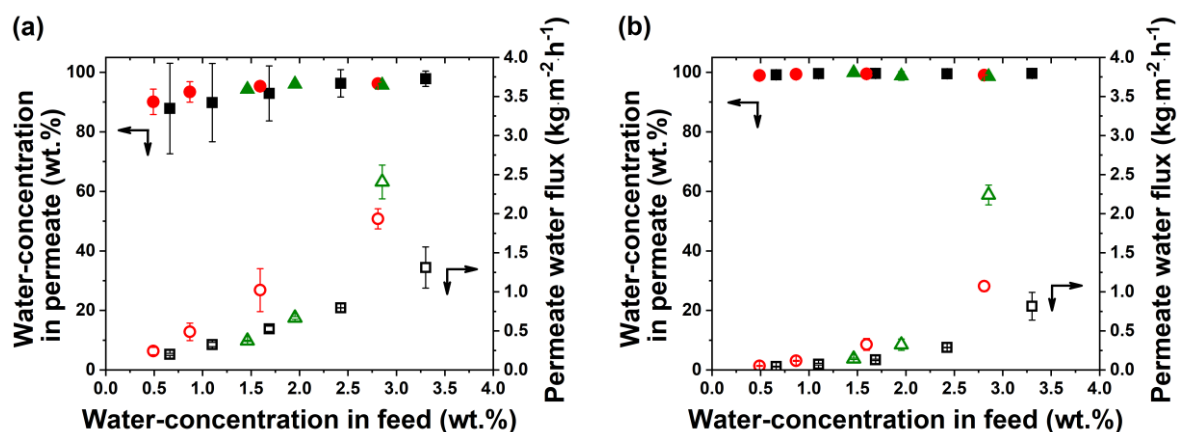 (a)
Water-concentration
in permeate (wt.%)
100
80
60
40
20
0
0.0 0.5 1.0 1.5 2.0 2.5 3.0 3.5 4.0
Water-concentration in feed (wt.%)
4.0
3.5
3.0
2.5
2.0
1.5
1.0
0.5
0.0
Permeate water flux (kg·m⁻²·h⁻¹)
(b)
Water-concentration
in permeate (wt.%)
100
80
60
40
20
0
0.0 0.5 1.0 1.5 2.0 2.5 3.0 3.5 4.0
Water-concentration in feed (wt.%)
4.0
3.5
3.0
2.5
2.0
1.5
1.0
0.5
0.0
Permeate water flux (kg·m⁻²·h⁻¹)